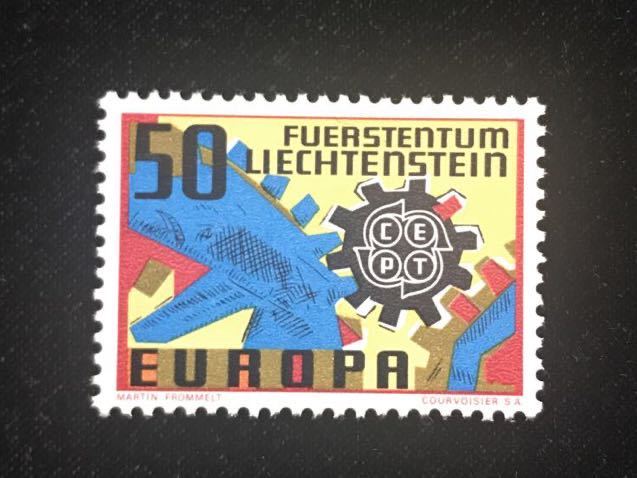 50
FUERSTENTUM
LIECHTENSTEIN
C E
P T
EUROPA
MARTIN FROMMELT
COURVOISIER S.A.